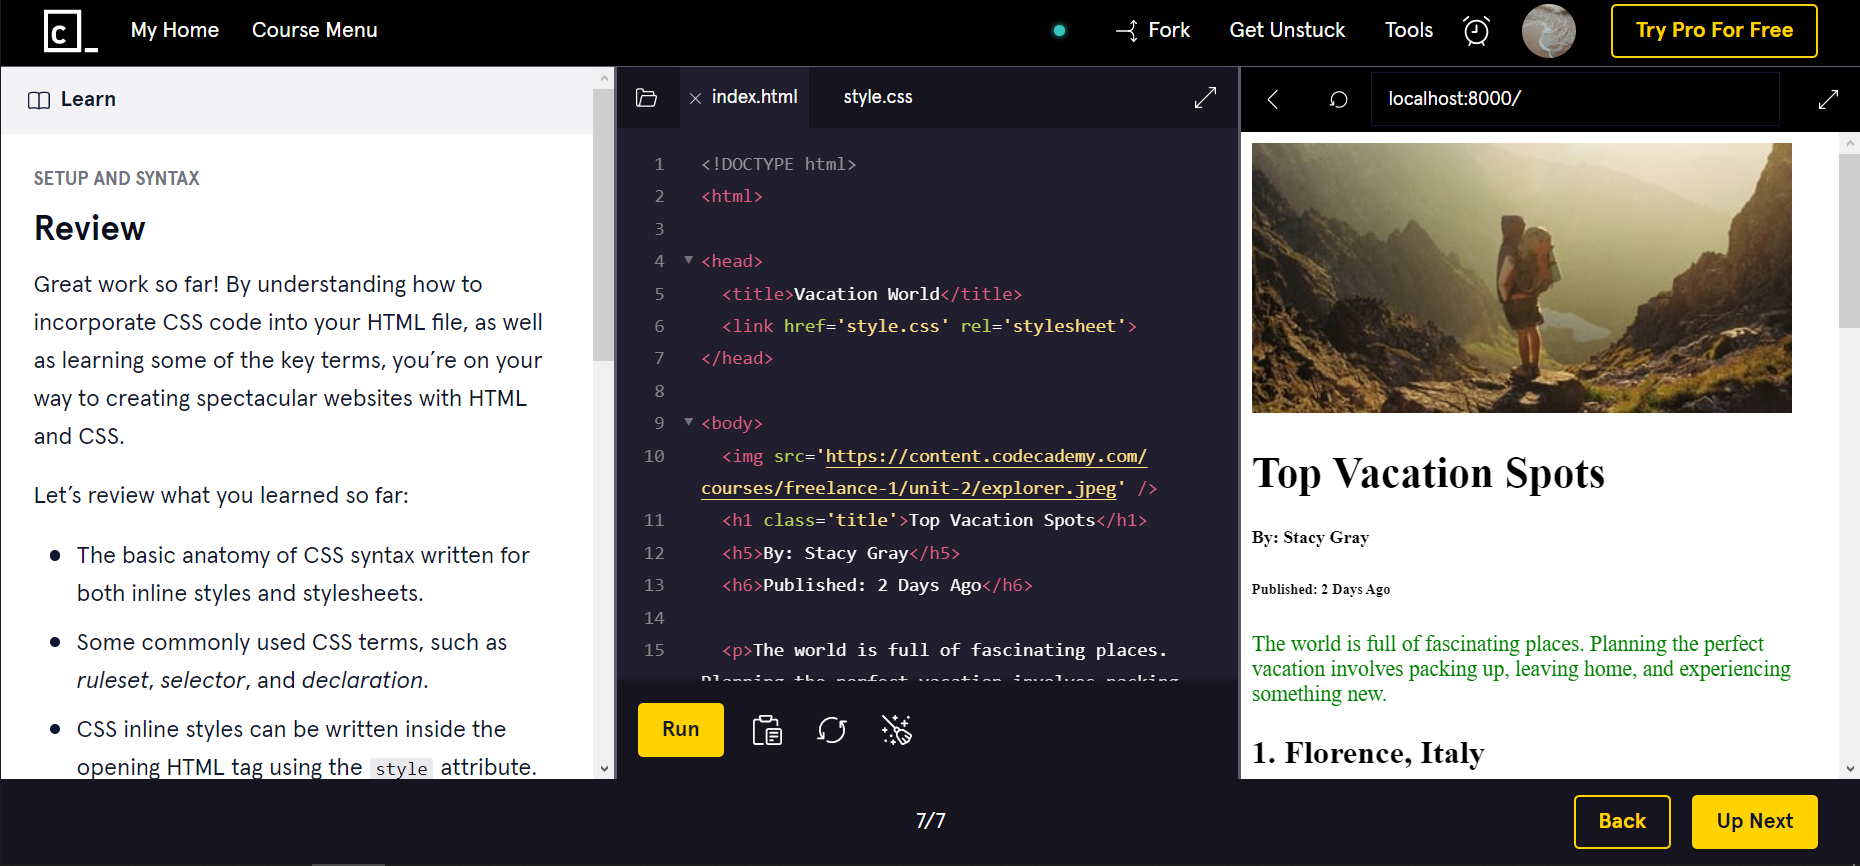 c_
My Home
Course Menu
Fork
Get Unstuck
Tools
Try Pro For Free
Learn
SETUP AND SYNTAX
Review
Great work so far! By understanding how to
incorporate CSS code into your HTML file, as well
as learning some of the key terms, you’re on your
way to creating spectacular websites with HTML
and CSS.
Let’s review what you learned so far:
The basic anatomy of CSS syntax written for
both inline styles and stylesheets.
Some commonly used CSS terms, such as
ruleset, selector, and declaration.
CSS inline styles can be written inside the
opening HTML tag using the style attribute.
index.html
style.css
1 <!DOCTYPE html>
2 <html>
3
4 <head>
5 <title>Vacation World</title>
6 <link href='style.css' rel='stylesheet'>
7 </head>
8
9 <body>
10 <img src='https://content.codecademy.com/
courses/freelance-1/unit-2/explorer.jpeg' />
11 <h1 class='title'>Top Vacation Spots</h1>
12 <h5>By: Stacy Gray</h5>
13 <h6>Published: 2 Days Ago</h6>
14
15 <p>The world is full of fascinating places.
Planning the perfect vacation involves packing
Run
localhost:8000/
Top Vacation Spots
By: Stacy Gray
Published: 2 Days Ago
The world is full of fascinating places. Planning the perfect
vacation involves packing up, leaving home, and experiencing
something new.
1. Florence, Italy
7/7
Back
Up Next